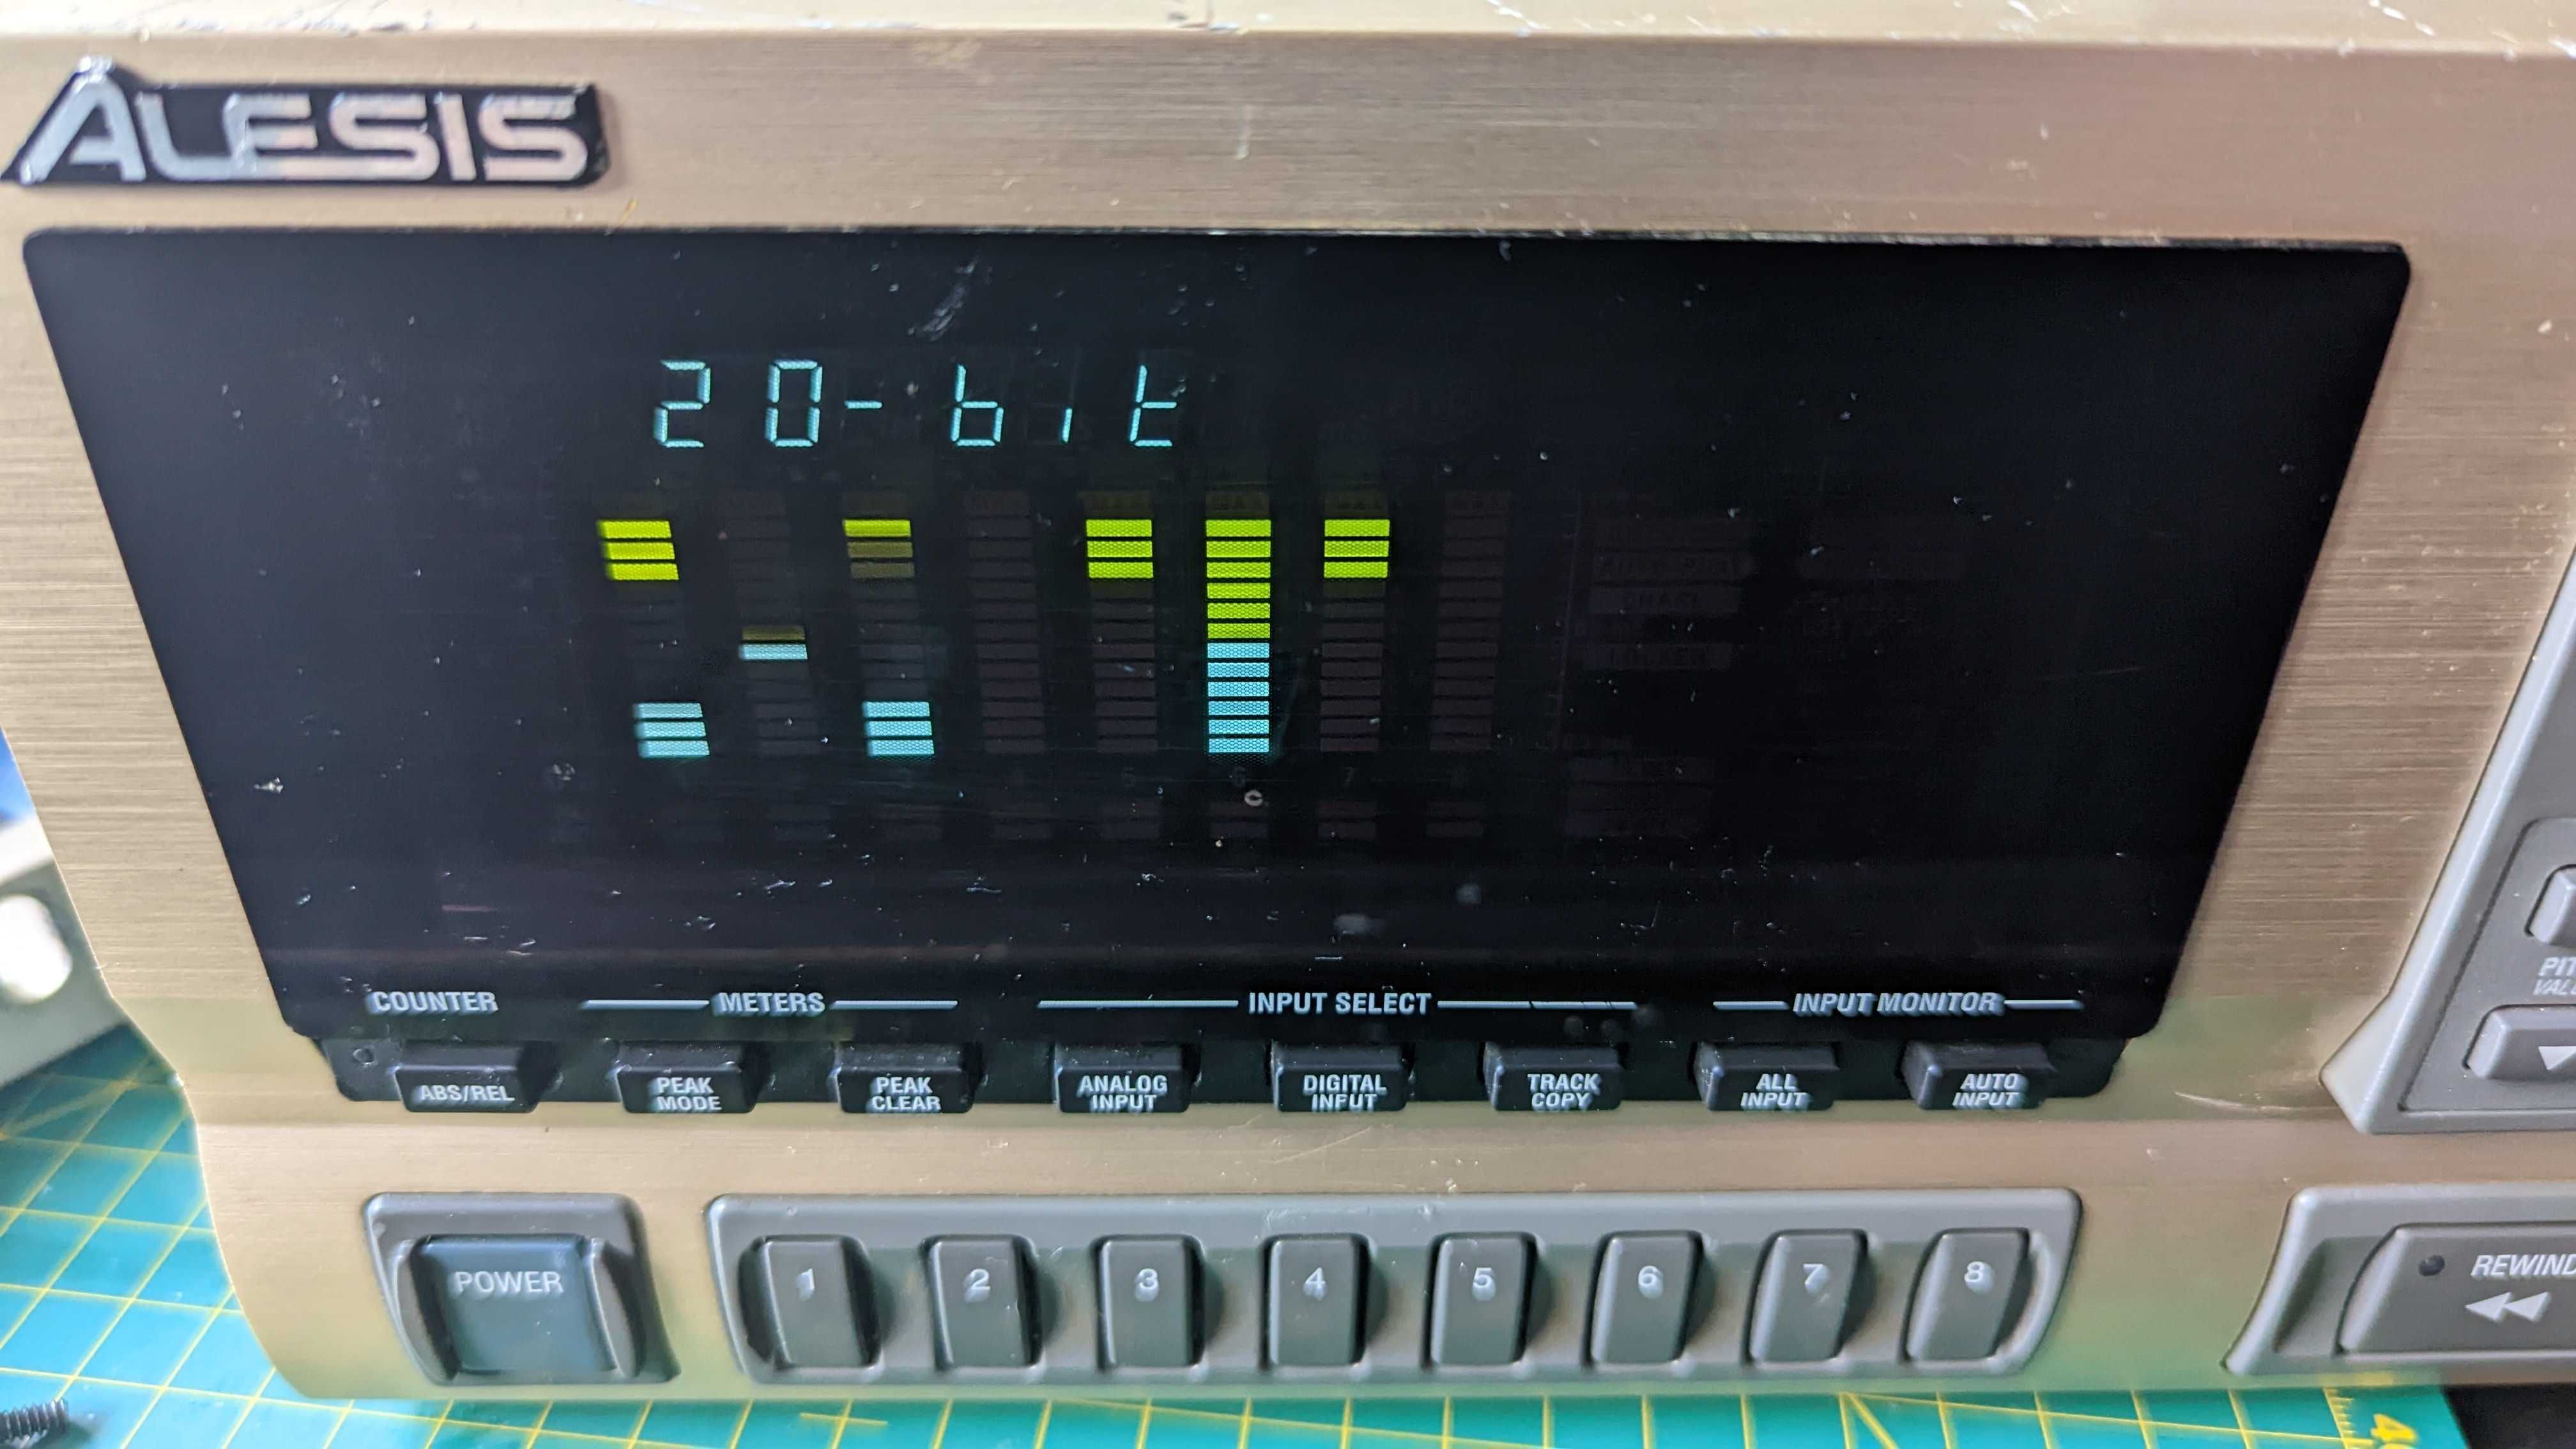 ALESIS
20-bit
COUNTER METERS INPUT SELECT INPUT MONITOR
ABS/REL PEAK MODE PEAK CLEAR ANALOG INPUT DIGITAL INPUT TRACK COPY ALL INPUT AUTO INPUT
POWER 1 2 3 4 5 6 7 8
REWIND